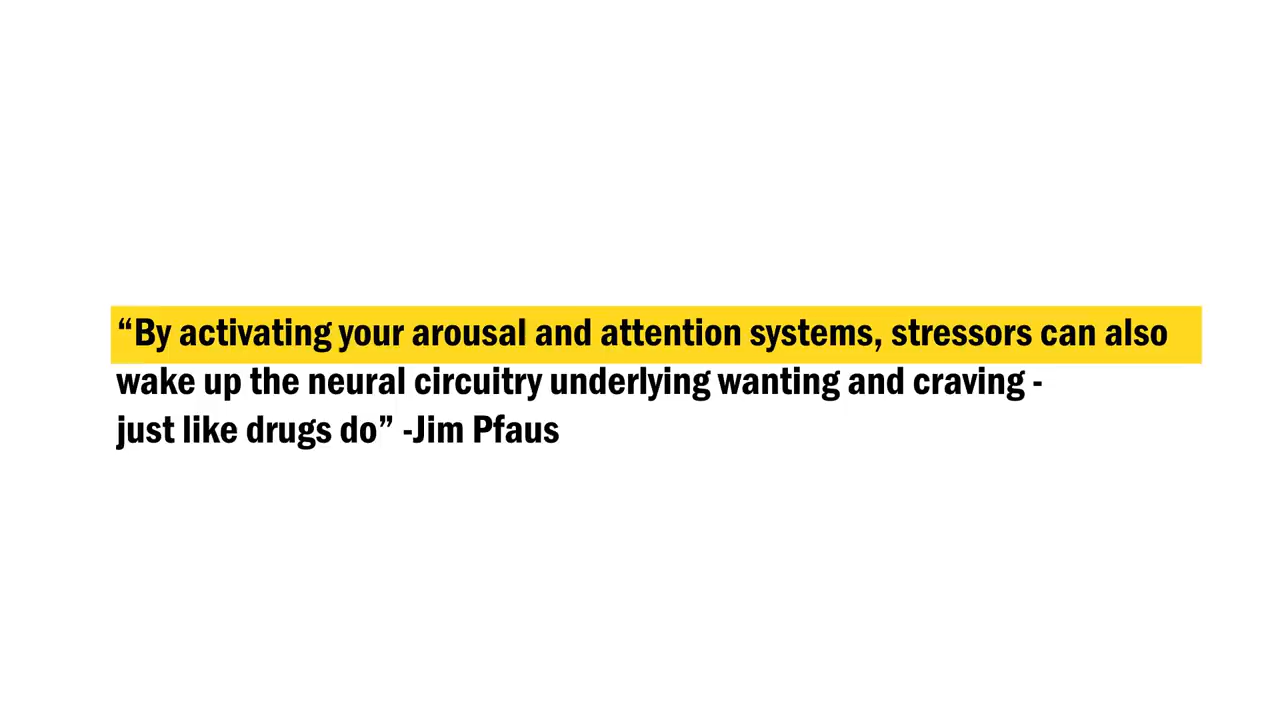 “By activating your arousal and attention systems, stressors can also
wake up the neural circuitry underlying wanting and craving -
just like drugs do” -Jim Pfaus